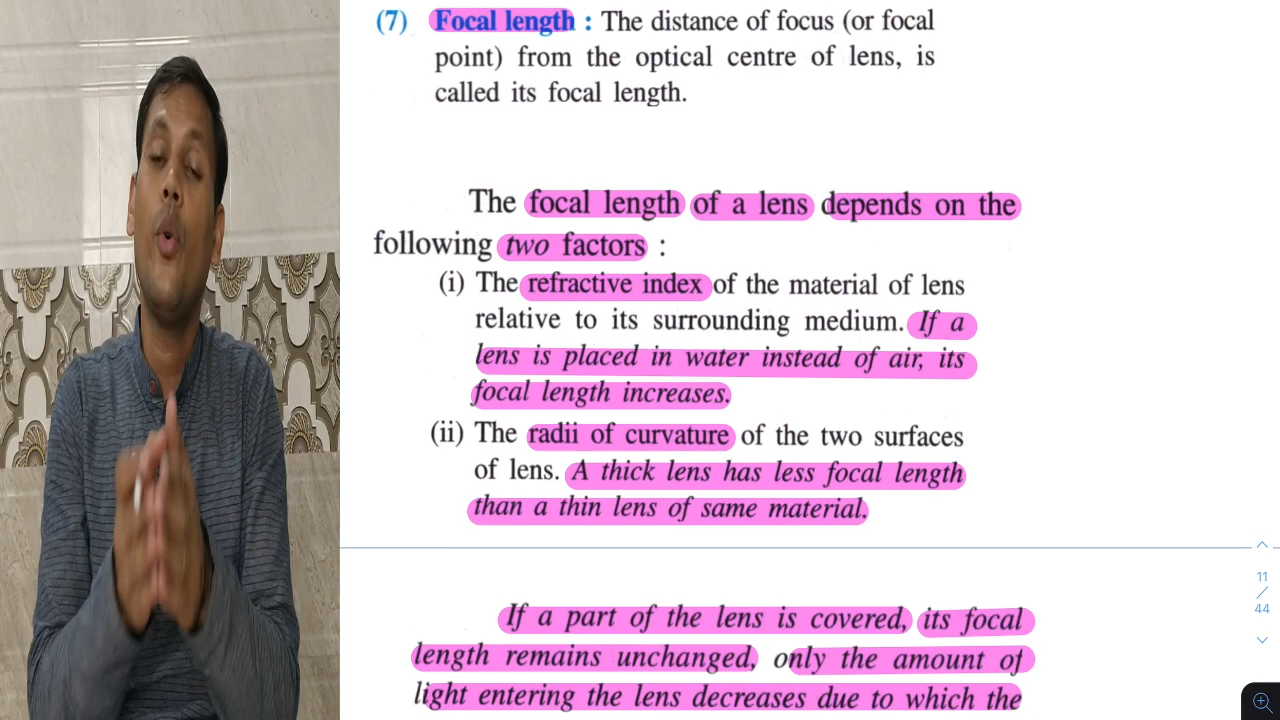 (7) Focal length : The distance of focus (or focal
point) from the optical centre of lens, is
called its focal length.
The focal length of a lens depends on the
following two factors :
(i) The refractive index of the material of lens
relative to its surrounding medium. If a
lens is placed in water instead of air, its
focal length increases.
(ii) The radii of curvature of the two surfaces
of lens. A thick lens has less focal length
than a thin lens of same material.
If a part of the lens is covered, its focal
length remains unchanged, only the amount of
light entering the lens decreases due to which the
11
/
44